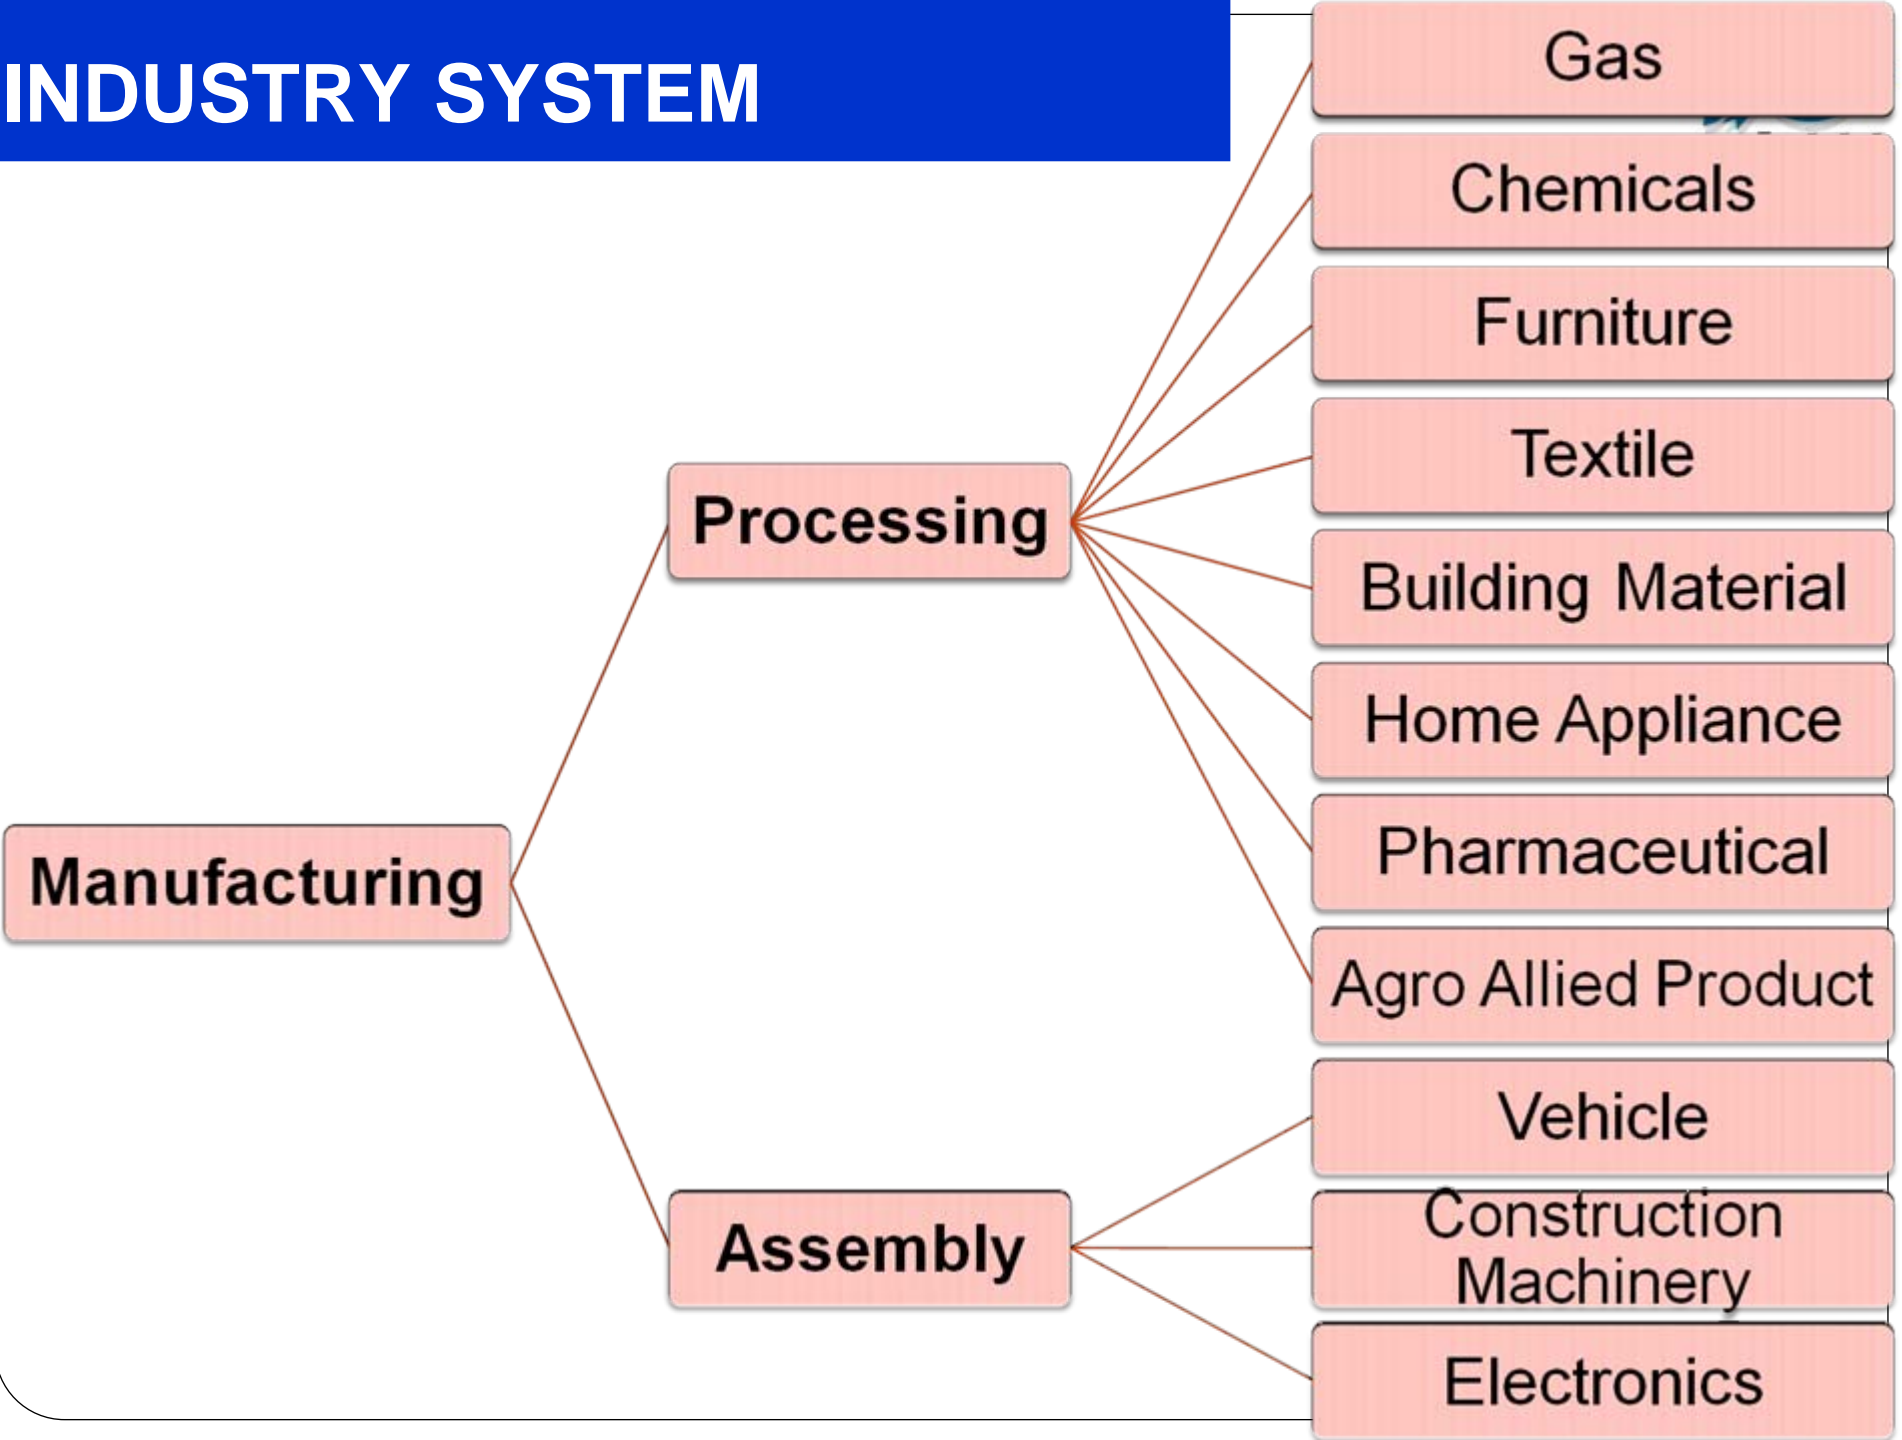 INDUSTRY SYSTEM
Gas
Chemicals
Furniture
Textile
Processing
Building Material
Home Appliance
Pharmaceutical
Manufacturing
Agro Allied Product
Vehicle
Assembly
Construction
Machinery
Electronics